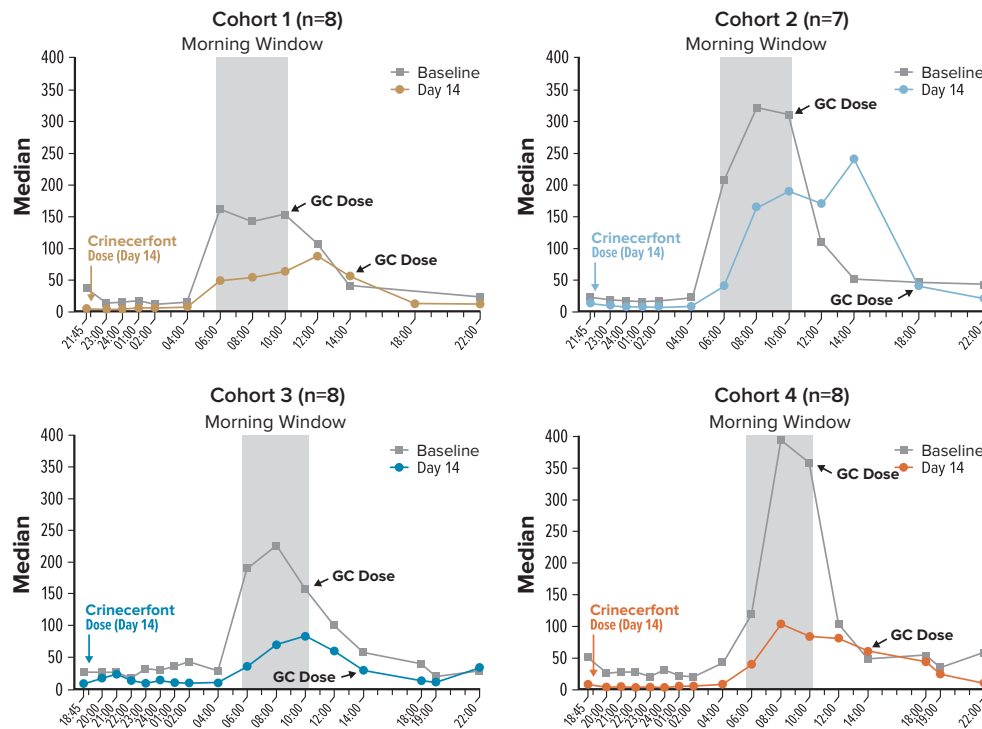 Cohort 1 (n=8)
Morning Window
Median
400
350
300
250
200
150
100
50
0
Baseline
Day 14
GC Dose
GC Dose
Crinecerfont
Dose (Day 14)
21:45
23:00
24:00
01:00
02:00
04:00
06:00
08:00
10:00
12:00
14:00
18:00
22:00
Cohort 2 (n=7)
Morning Window
Median
400
350
300
250
200
150
100
50
0
Baseline
Day 14
GC Dose
GC Dose
Crinecerfont
Dose (Day 14)
21:45
23:00
24:00
01:00
02:00
04:00
06:00
08:00
10:00
12:00
14:00
18:00
22:00
Cohort 3 (n=8)
Morning Window
Median
400
350
300
250
200
150
100
50
0
Baseline
Day 14
GC Dose
GC Dose
Crinecerfont
Dose (Day 14)
18:45
20:00
21:00
22:00
23:00
24:00
01:00
02:00
04:00
06:00
08:00
10:00
12:00
14:00
18:00
19:00
22:00
Cohort 4 (n=8)
Morning Window
Median
400
350
300
250
200
150
100
50
0
Baseline
Day 14
GC Dose
GC Dose
Crinecerfont
Dose (Day 14)
18:45
20:00
21:00
22:00
23:00
24:00
01:00
02:00
04:00
06:00
08:00
10:00
12:00
14:00
18:00
19:00
22:00